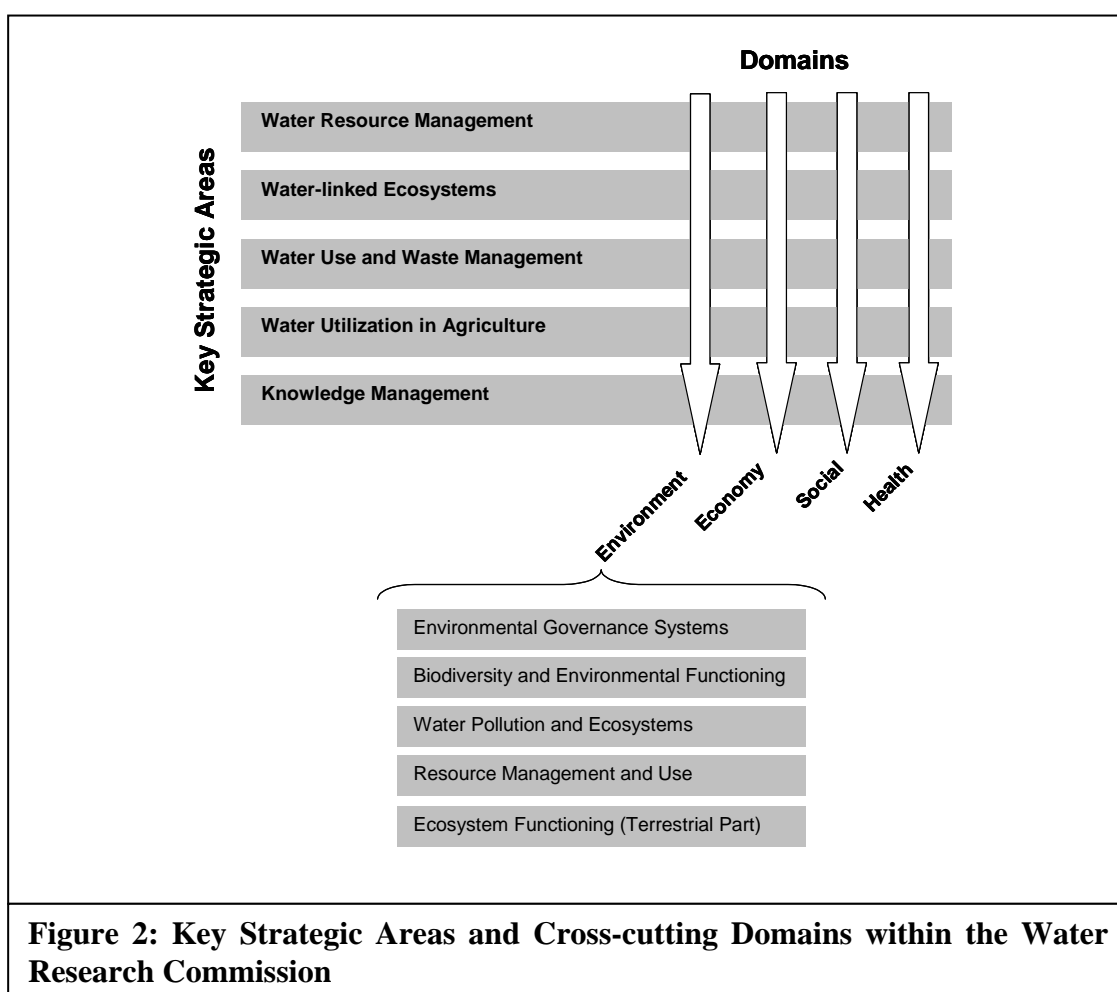 Domains
Key Strategic Areas
Water Resource Management
Water-linked Ecosystems
Water Use and Waste Management
Water Utilization in Agriculture
Knowledge Management
Environment
Economy
Social
Health
Environmental Governance Systems
Biodiversity and Environmental Functioning
Water Pollution and Ecosystems
Resource Management and Use
Ecosystem Functioning (Terrestrial Part)
Figure 2: Key Strategic Areas and Cross-cutting Domains within the Water
Research Commission